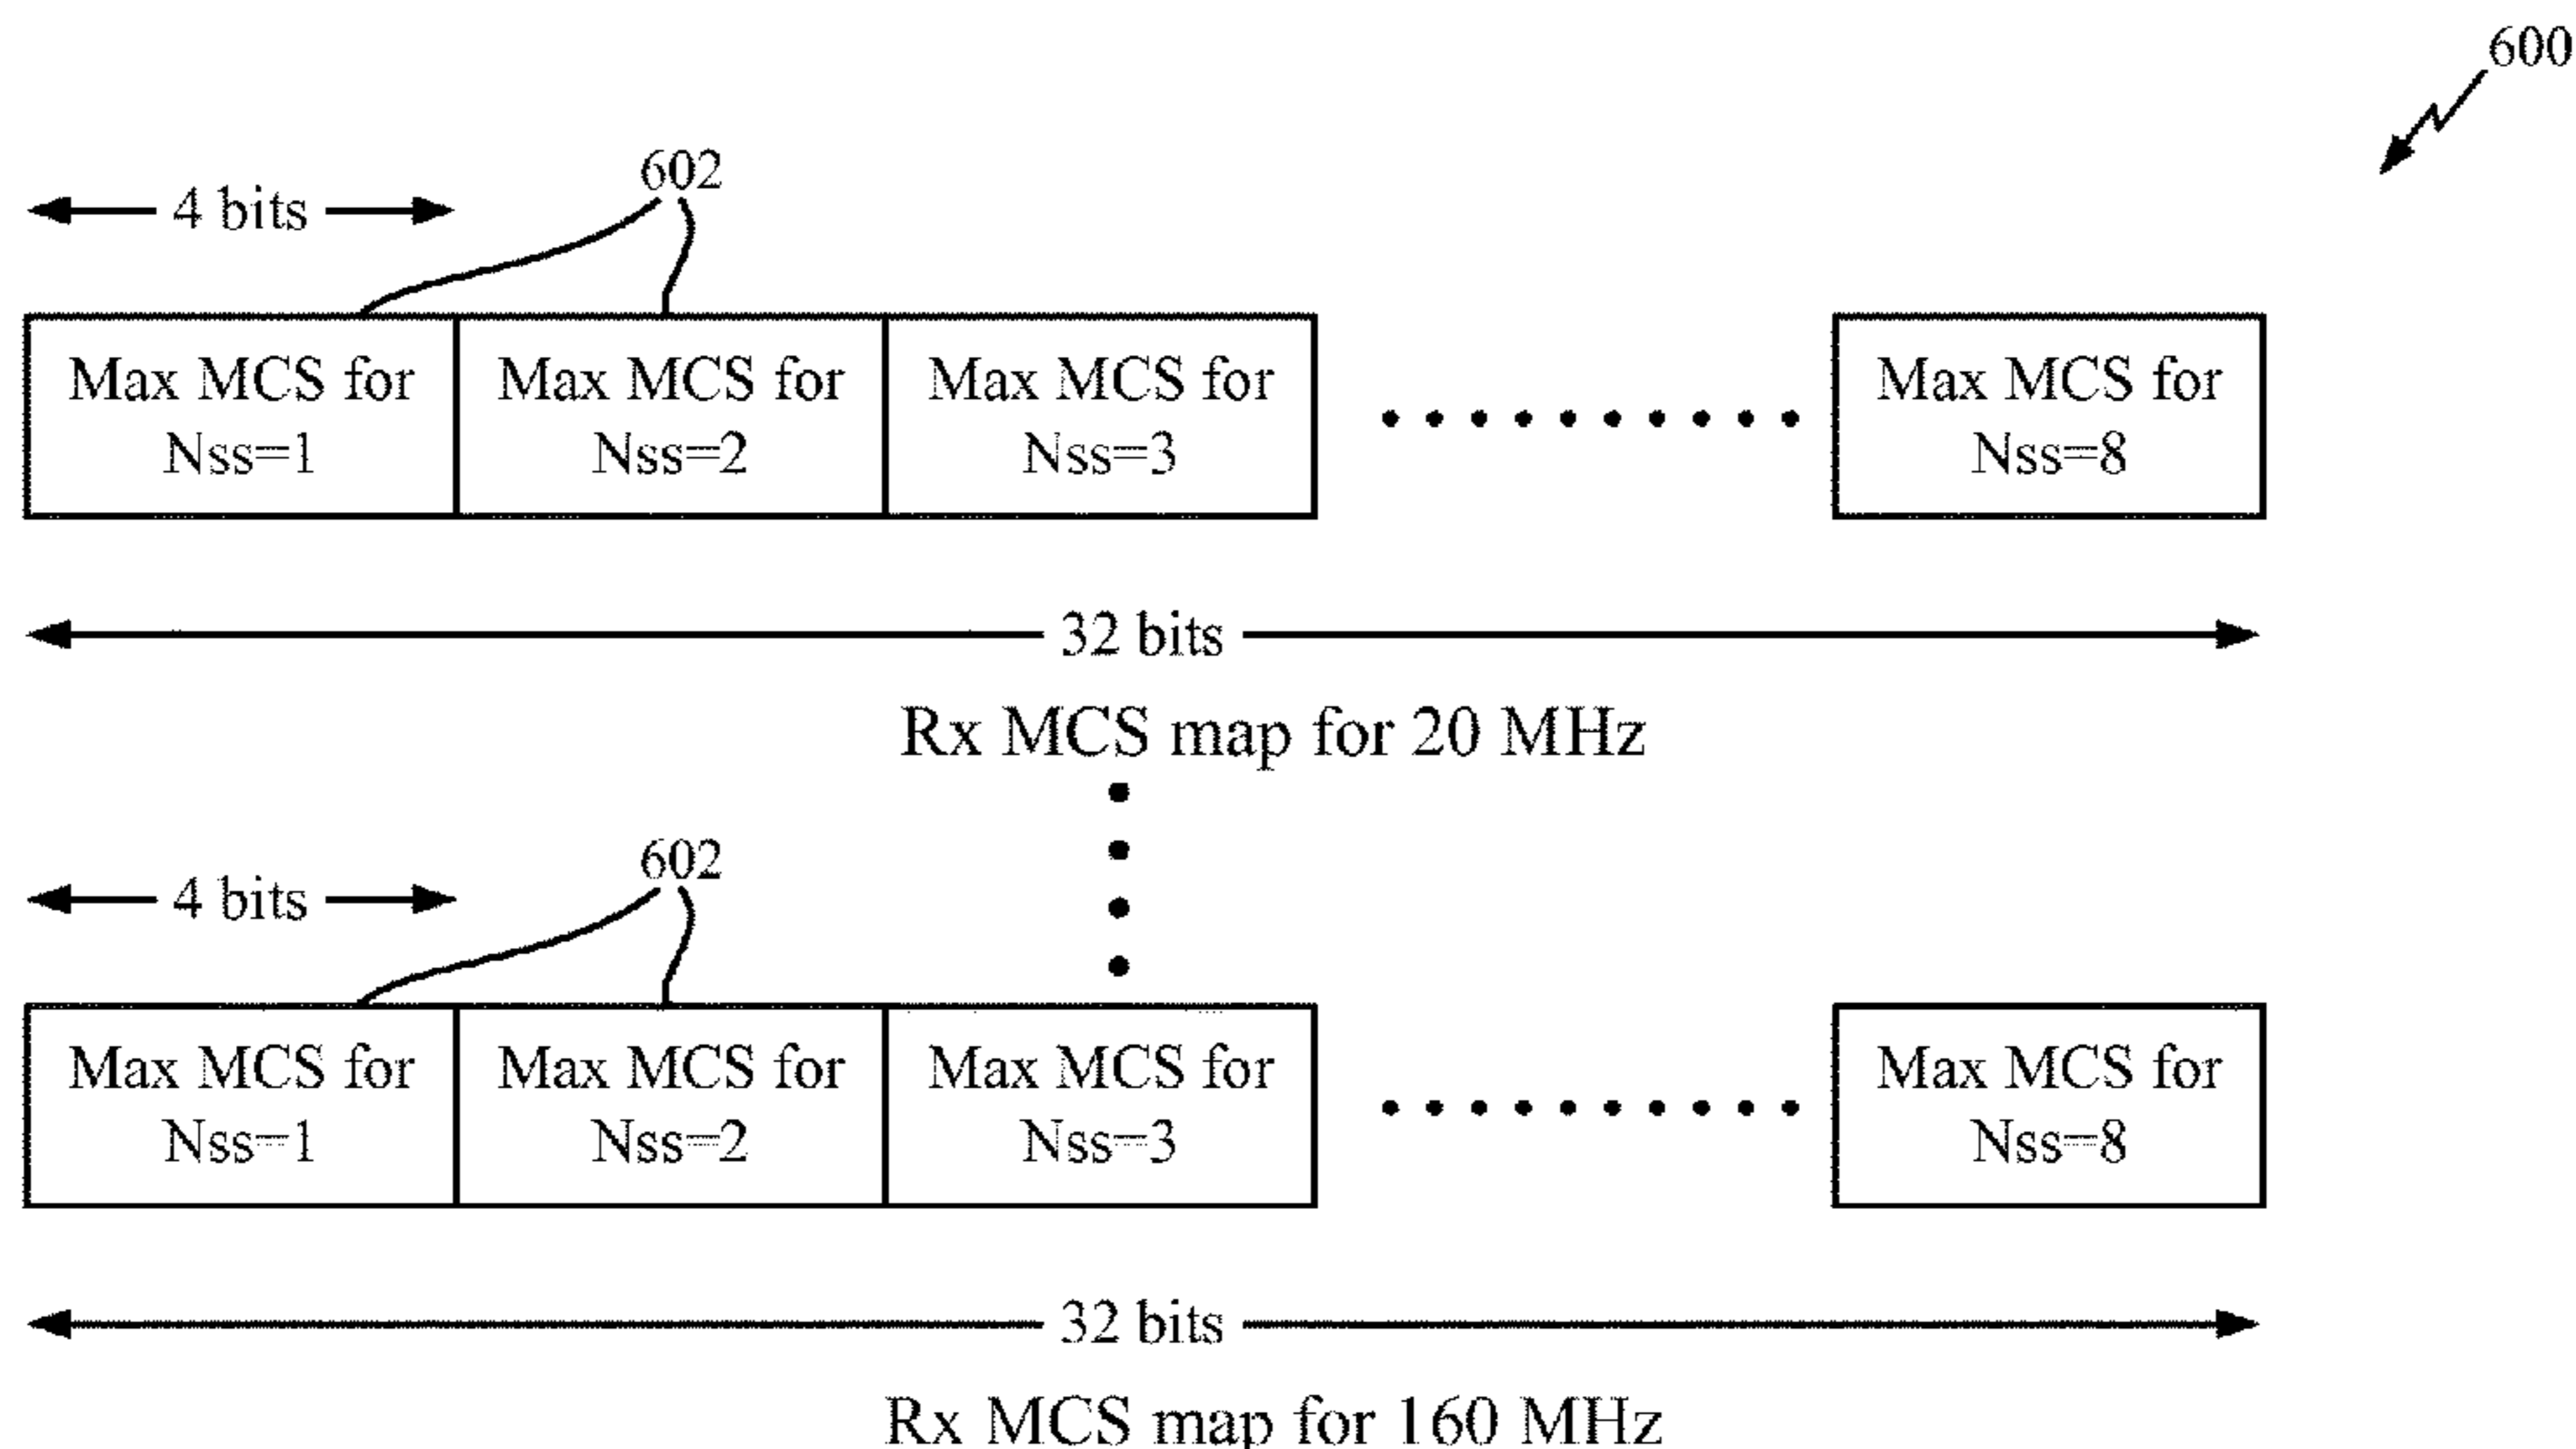 600
602
4 bits
Max MCS for Nss=1
Max MCS for Nss=2
Max MCS for Nss=3
Max MCS for Nss=8
32 bits
Rx MCS map for 20 MHz
602
4 bits
Max MCS for Nss=1
Max MCS for Nss=2
Max MCS for Nss=3
Max MCS for Nss=8
32 bits
Rx MCS map for 160 MHz